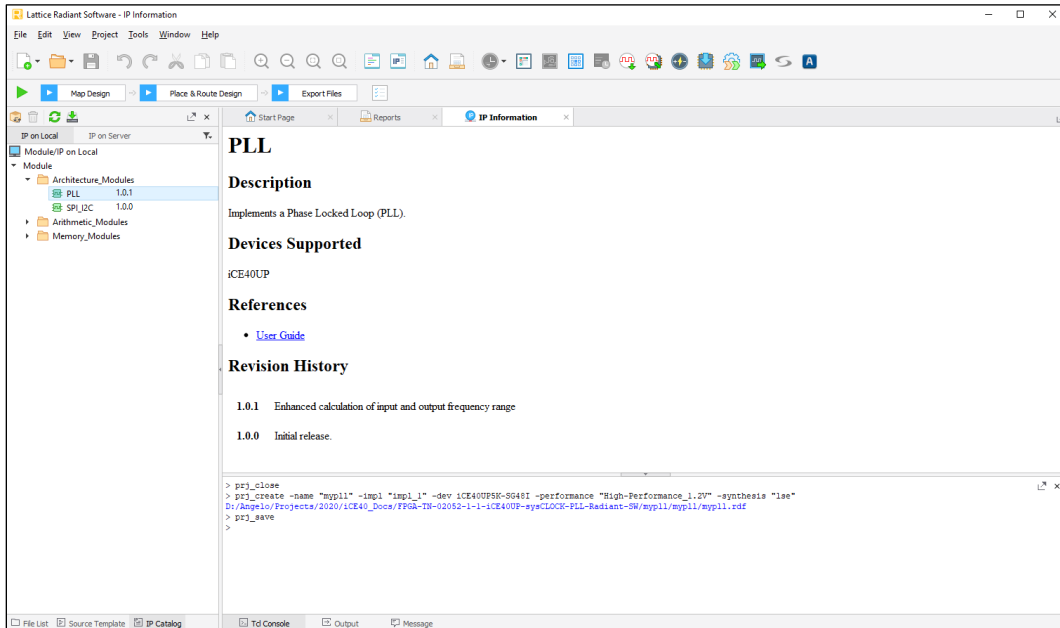 Lattice Radiant Software - IP Information
File Edit View Project Tools Window Help
Map Design Place & Route Design Export Files
Start Page Reports IP Information
IP on Local IP on Server
Module/IP on Local
Module
Architecture_Modules
PLL 1.0.1
SPI_I2C 1.0.0
Arithmetic_Modules
Memory_Modules
PLL
Description
Implements a Phase Locked Loop (PLL).
Devices Supported
iCE40UP
References
User Guide
Revision History
1.0.1 Enhanced calculation of input and output frequency range
1.0.0 Initial release.
> prj_close
> prj_create -name "mypll" -impl "impl_1" -dev iCE40UP5K-SG48I -performance "High-Performance_1.2V" -synthesis "lse"
D:/Angelo/Projects/2020/iCE40_Docs/FPGA-TN-02052-1-1-iCE40UP-sysCLOCK-PLL-Radiant-SW/mypll/mypll/mypll.rdf
> prj_save
>
File List Source Template IP Catalog
Tcl Console Output Message